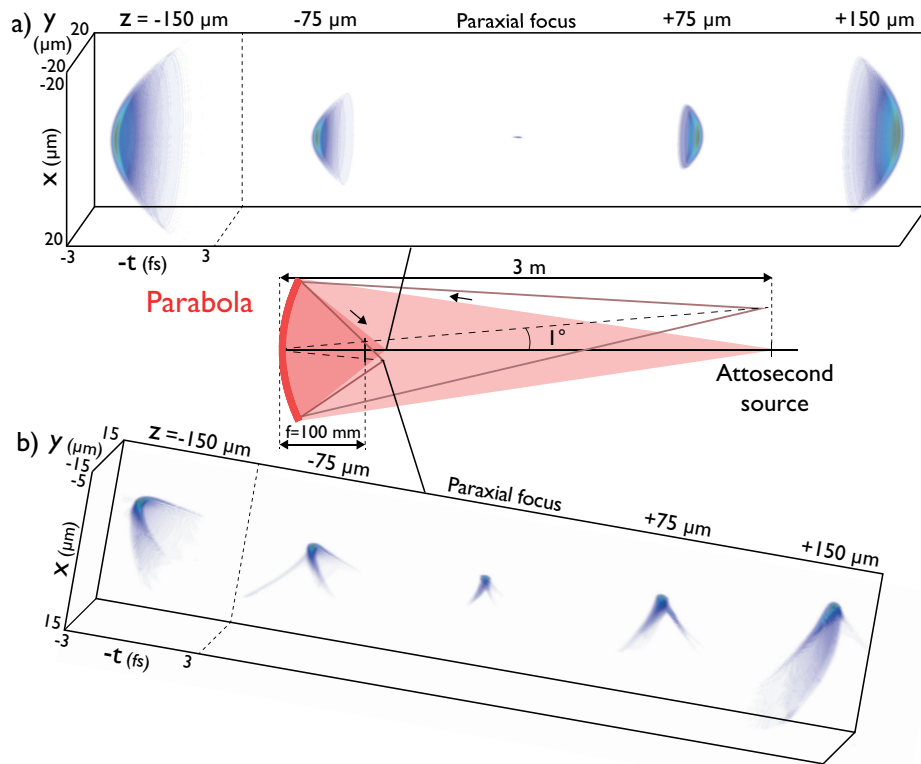 a)
y
(µm)
20
z = -150 µm
-75 µm
Paraxial focus
+75 µm
+150 µm
-20
-20
x (µm)
20
-3
-t (fs)
3
3 m
Parabola
1°
Attosecond
source
f=100 mm
b)
y (µm)
15
z =-150 µm
-75 µm
Paraxial focus
+75 µm
+150 µm
-15
-5
x (µm)
15
-3
-t (fs)
3